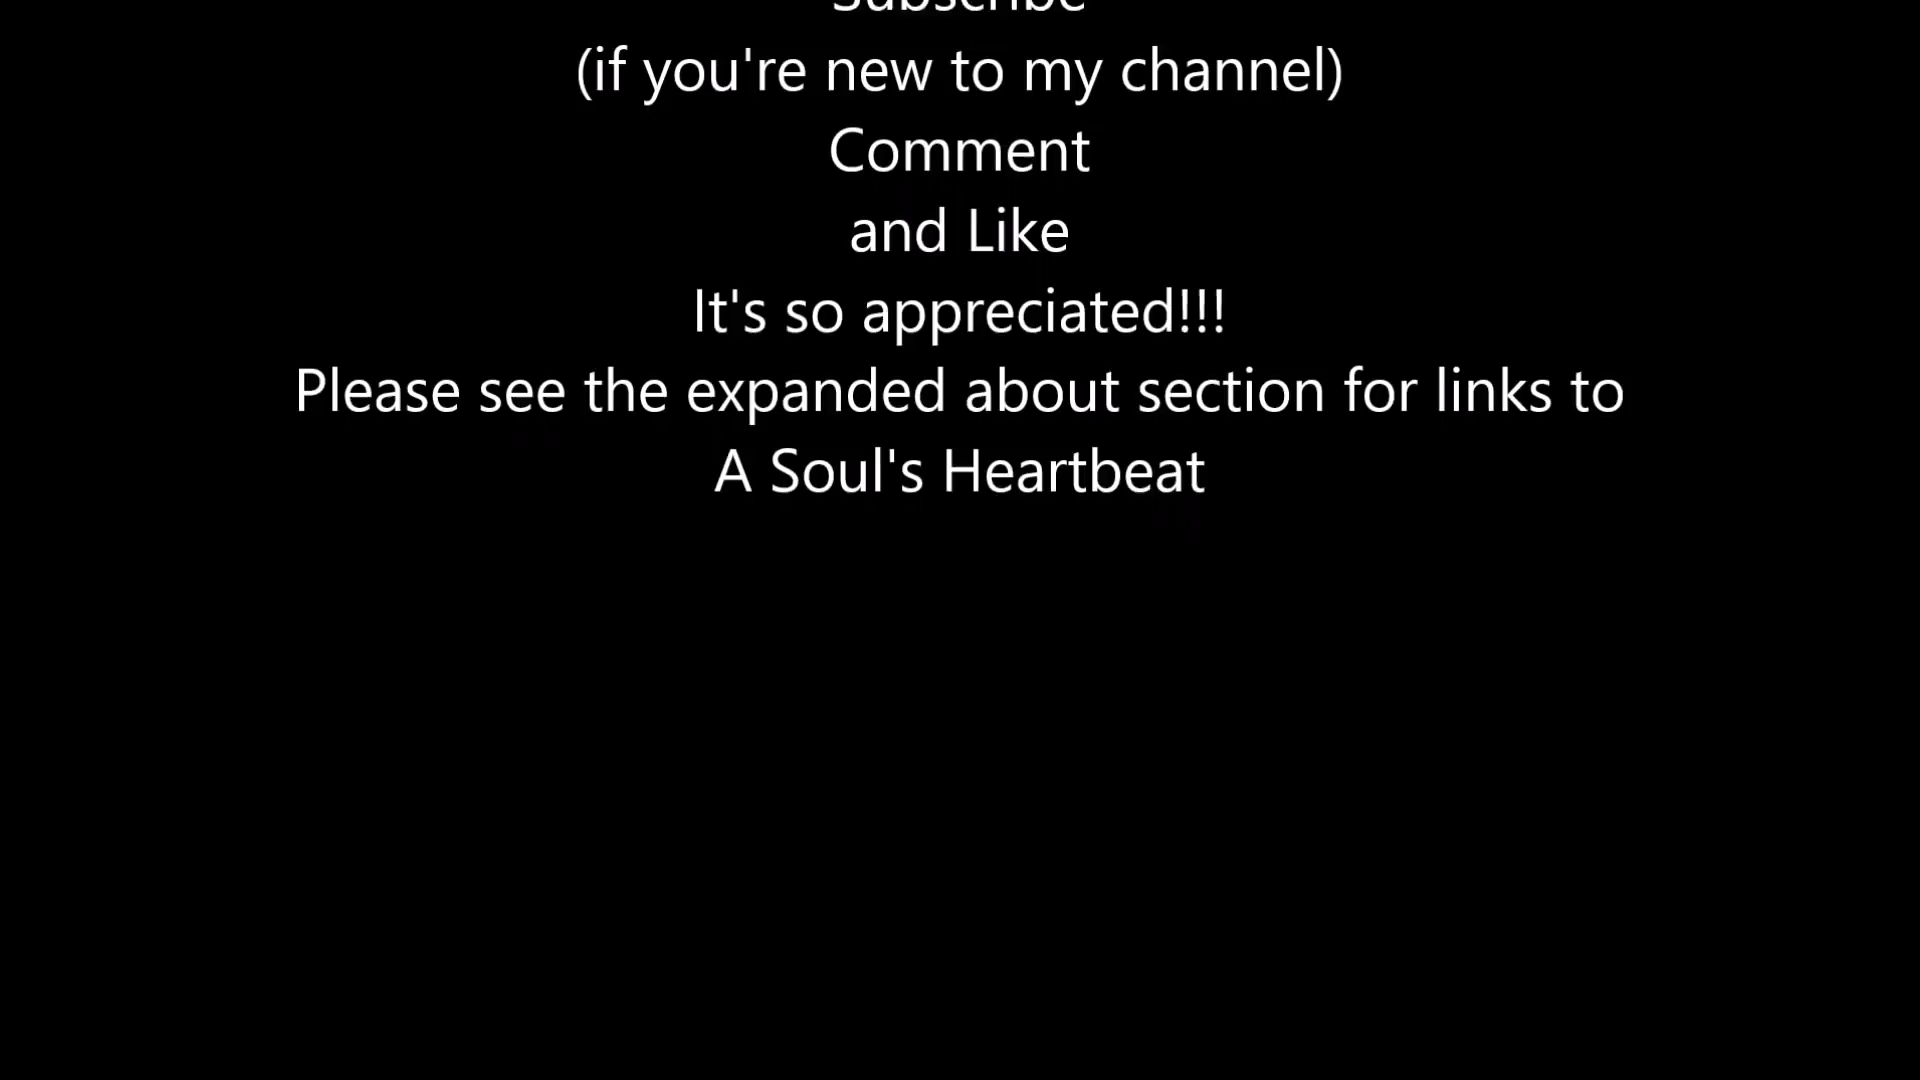 Subscribe
(if you're new to my channel)
Comment
and Like
It's so appreciated!!!
Please see the expanded about section for links to
A Soul's Heartbeat